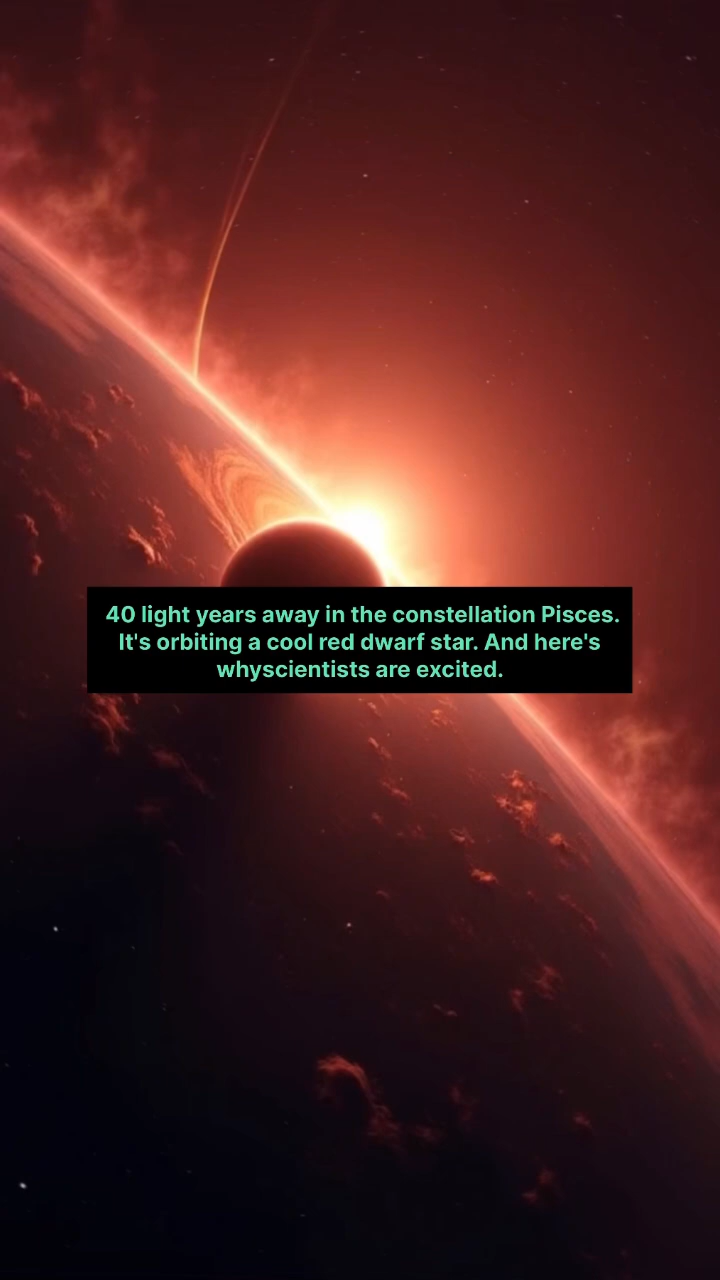 40 light years away in the constellation Pisces.
It's orbiting a cool red dwarf star. And here's
whyscientists are excited.